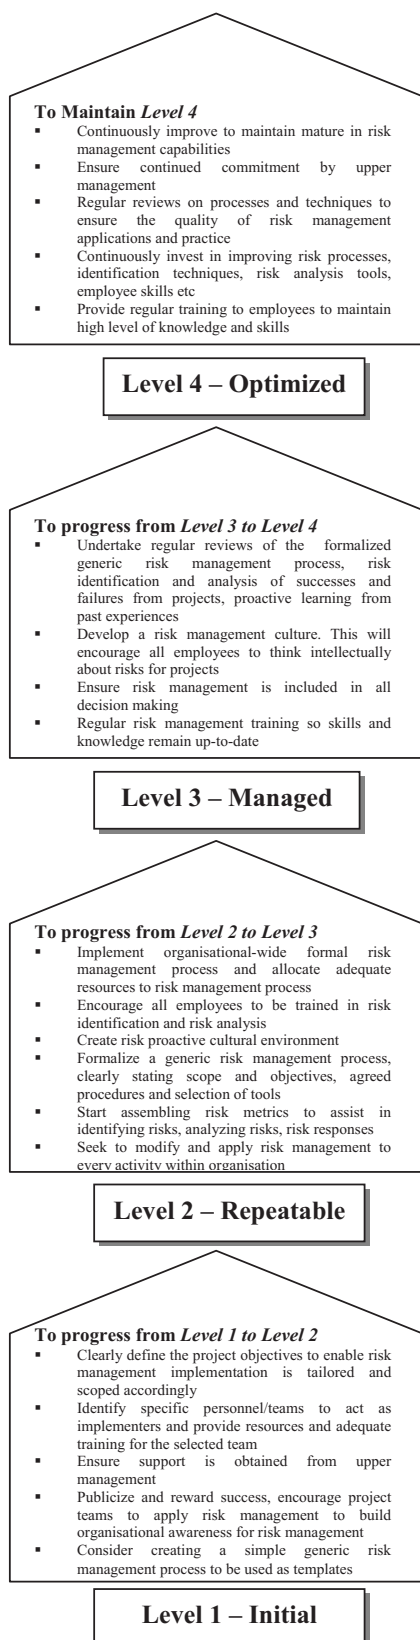 To Maintain Level 4
▪ Continuously improve to maintain mature in risk
management capabilities
▪ Ensure continued commitment by upper
management
▪ Regular reviews on processes and techniques to
ensure the quality of risk management
applications and practice
▪ Continuously invest in improving risk processes,
identification techniques, risk analysis tools,
employee skills etc
▪ Provide regular training to employees to maintain
high level of knowledge and skills
Level 4 – Optimized
To progress from Level 3 to Level 4
▪ Undertake regular reviews of the formalized
generic risk management process, risk
identification and analysis of successes and
failures from projects, proactive learning from
past experiences
▪ Develop a risk management culture. This will
encourage all employees to think intellectually
about risks for projects
▪ Ensure risk management is included in all
decision making
▪ Regular risk management training so skills and
knowledge remain up-to-date
Level 3 – Managed
To progress from Level 2 to Level 3
▪ Implement organisational-wide formal risk
management process and allocate adequate
resources to risk management process
▪ Encourage all employees to be trained in risk
identification and risk analysis
▪ Create risk proactive cultural environment
▪ Formalize a generic risk management process,
clearly stating scope and objectives, agreed
procedures and selection of tools
▪ Start assembling risk metrics to assist in
identifying risks, analyzing risks, risk responses
▪ Seek to modify and apply risk management to
every activity within organisation
Level 2 – Repeatable
To progress from Level 1 to Level 2
▪ Clearly define the project objectives to enable risk
management implementation is tailored and
scoped accordingly
▪ Identify specific personnel/teams to act as
implementers and provide resources and adequate
training for the selected team
▪ Ensure support is obtained from upper
management
▪ Publicize and reward success, encourage project
teams to apply risk management to build
organisational awareness for risk management
▪ Consider creating a simple generic risk
management process to be used as templates
Level 1 – Initial